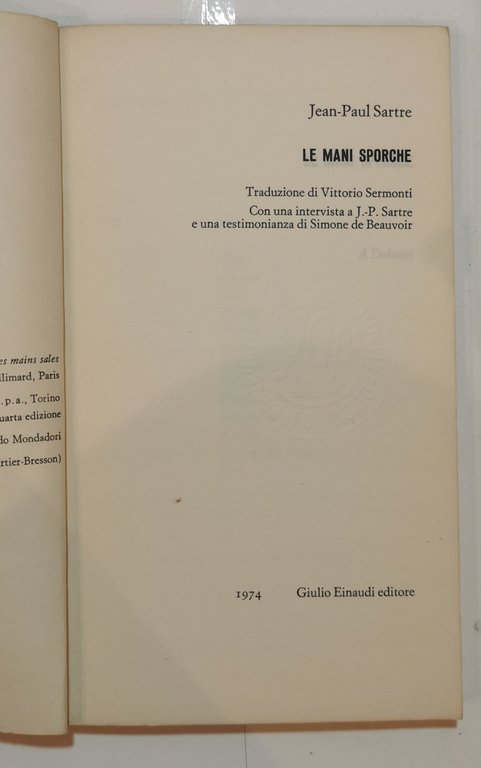 es mains sales
llimard, Paris
.p.a., Torino
uarta edizione
do Mondadori
rtier-Bresson)
Jean-Paul Sartre
LE MANI SPORCHE
Traduzione di Vittorio Sermonti
Con una intervista a J.-P. Sartre
e una testimonianza di Simone de Beauvoir
A Dolorès
1974 Giulio Einaudi editore